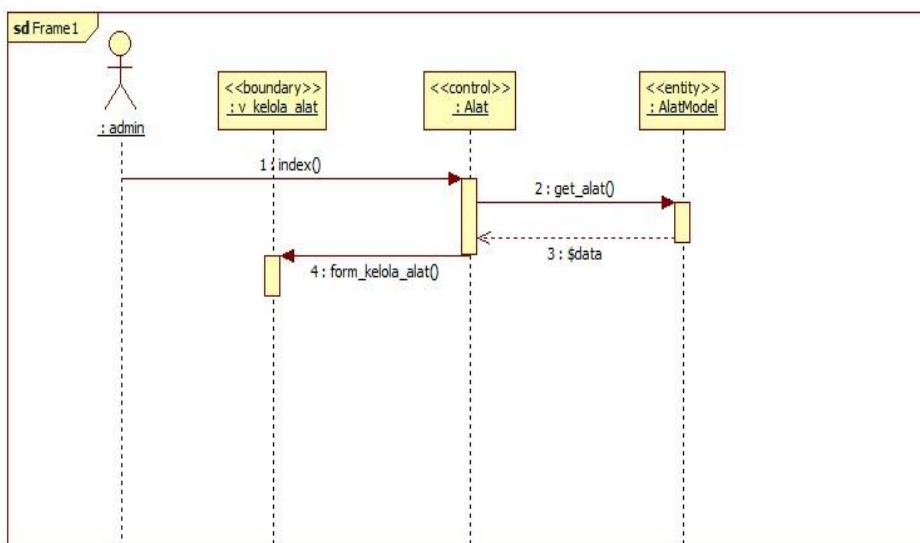 sd Frame1
: admin
<<boundary>>
: v_kelola_alat
<<control>>
: Alat
<<entity>>
: AlatModel
1 : index()
2 : get_alat()
3 : $data
4 : form_kelola_alat()